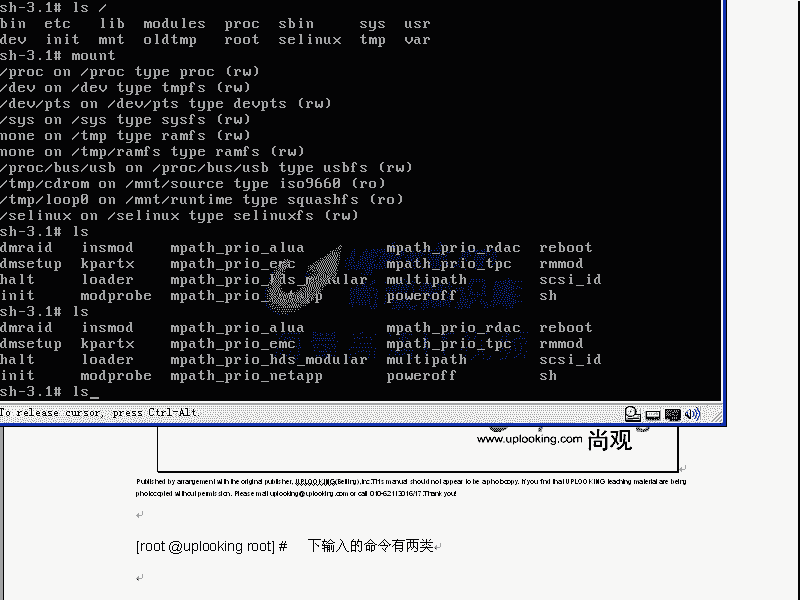 sh-3.1# ls /
bin  etc   lib  modules  proc  sbin     sys  usr
dev  init  mnt  oldtmp   root  selinux  tmp  var
sh-3.1# mount
/proc on /proc type proc (rw)
/dev on /dev type tmpfs (rw)
/dev/pts on /dev/pts type devpts (rw)
/sys on /sys type sysfs (rw)
none on /tmp type ramfs (rw)
none on /tmp/ramfs type ramfs (rw)
/proc/bus/usb on /proc/bus/usb type usbfs (rw)
/tmp/cdrom on /mnt/source type iso9660 (ro)
/tmp/loop0 on /mnt/runtime type squashfs (ro)
/selinux on /selinux type selinuxfs (rw)
sh-3.1# ls
dmraid   insmod    mpath_prio_alua         mpath_prio_rdac  reboot
dmsetup  kpartx    mpath_prio_emc          mpath_prio_tpc   rmmod
halt     loader    mpath_prio_hds_modular  multipath        scsi_id
init     modprobe  mpath_prio_netapp       poweroff         sh
sh-3.1# ls
dmraid   insmod    mpath_prio_alua         mpath_prio_rdac  reboot
dmsetup  kpartx    mpath_prio_emc          mpath_prio_tpc   rmmod
halt     loader    mpath_prio_hds_modular  multipath        scsi_id
init     modprobe  mpath_prio_netapp       poweroff         sh
sh-3.1# ls_
To release cursor, press Ctrl-Alt.
www.uplooking.com 尚观
Published by arrangement with the original publisher, UPLOOKING(Beijing),Inc.This manual should not appear to be a photocopy. If you find that UPLOOKING teaching material are being
photocopied without permission. Please mail uplooking@uplooking.com or call 010-62113016/17.Thank you!
[root @uplooking root] #      下输入的命令有两类